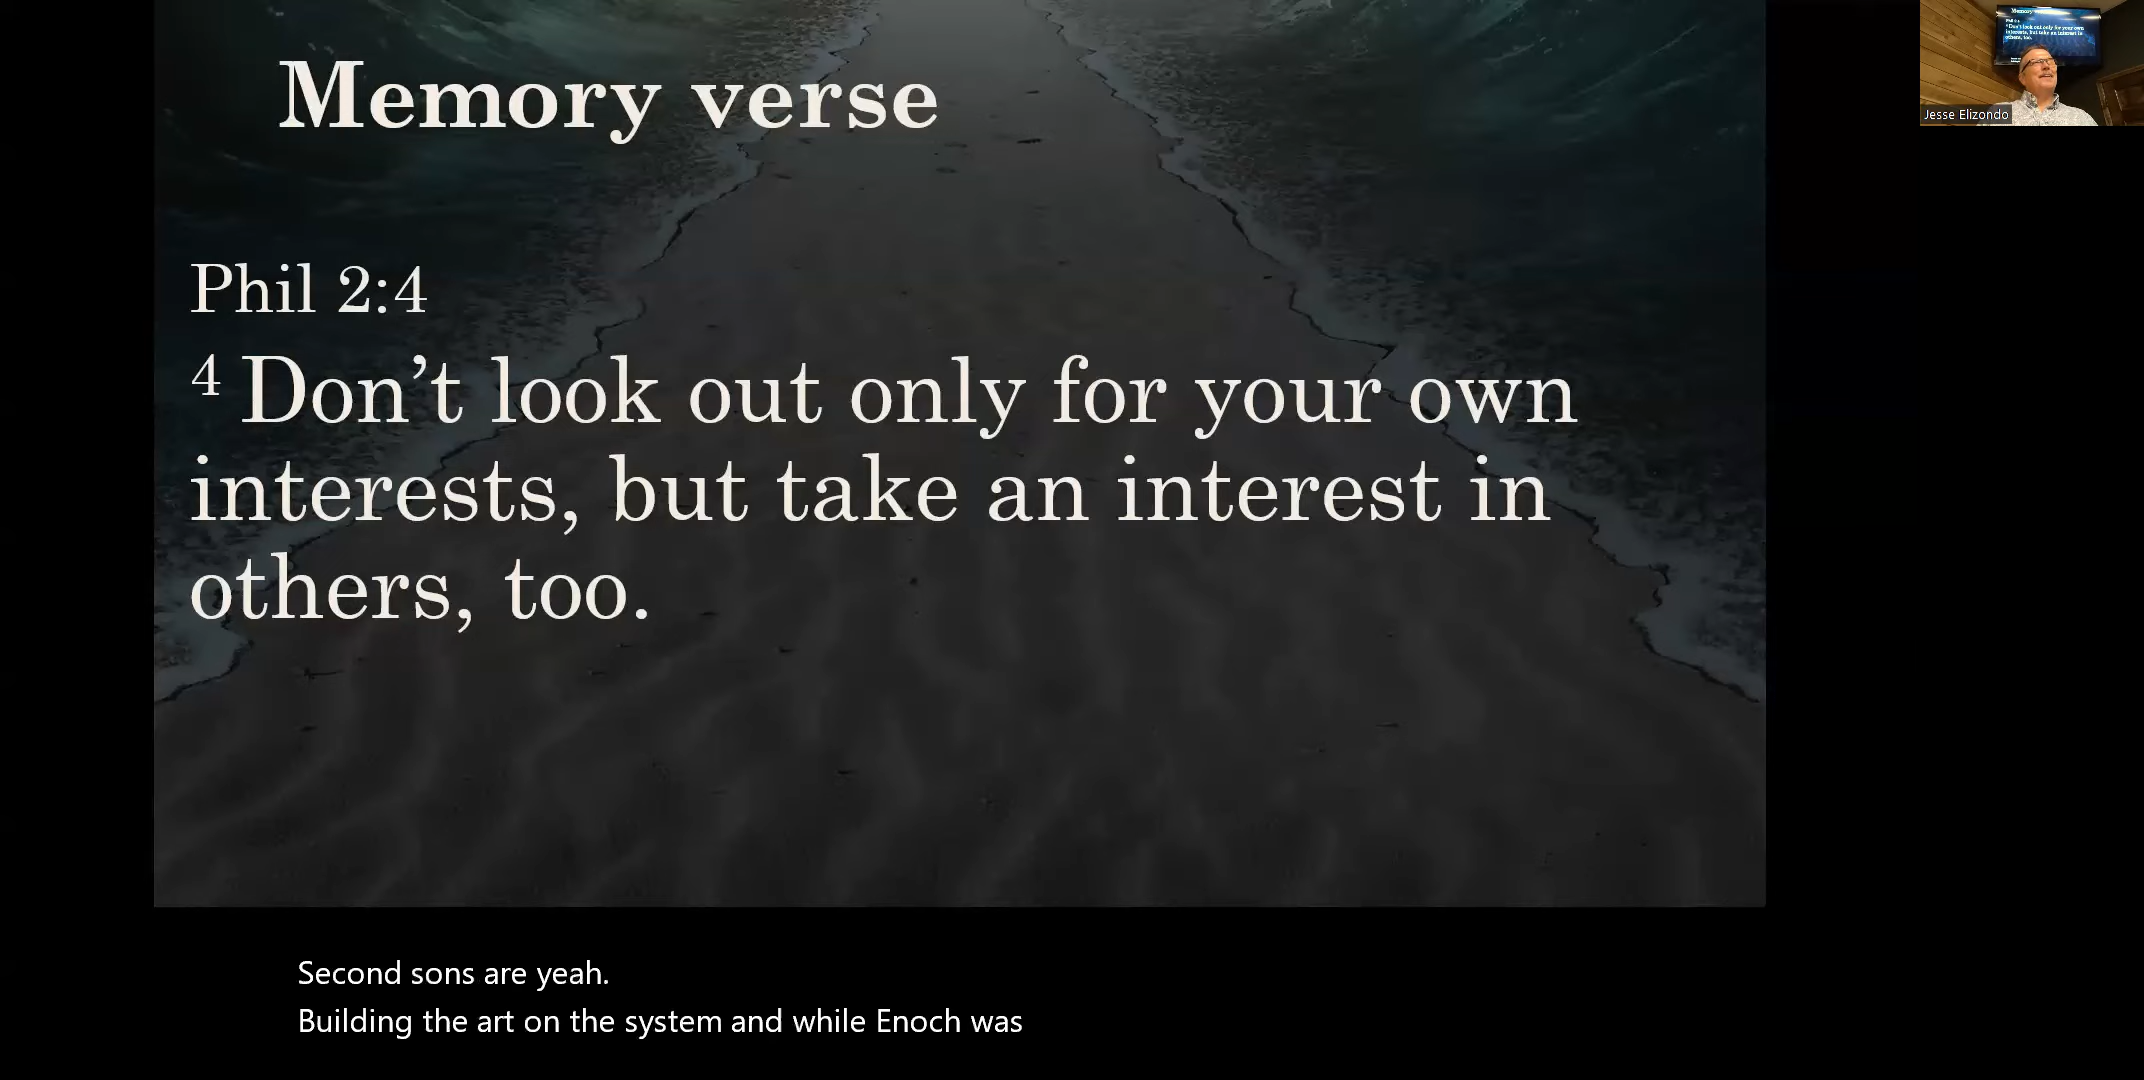 Memory verse
Phil 2:4
4 Don’t look out only for your own
interests, but take an interest in
others, too.
Jesse Elizondo
Second sons are yeah.
Building the art on the system and while Enoch was